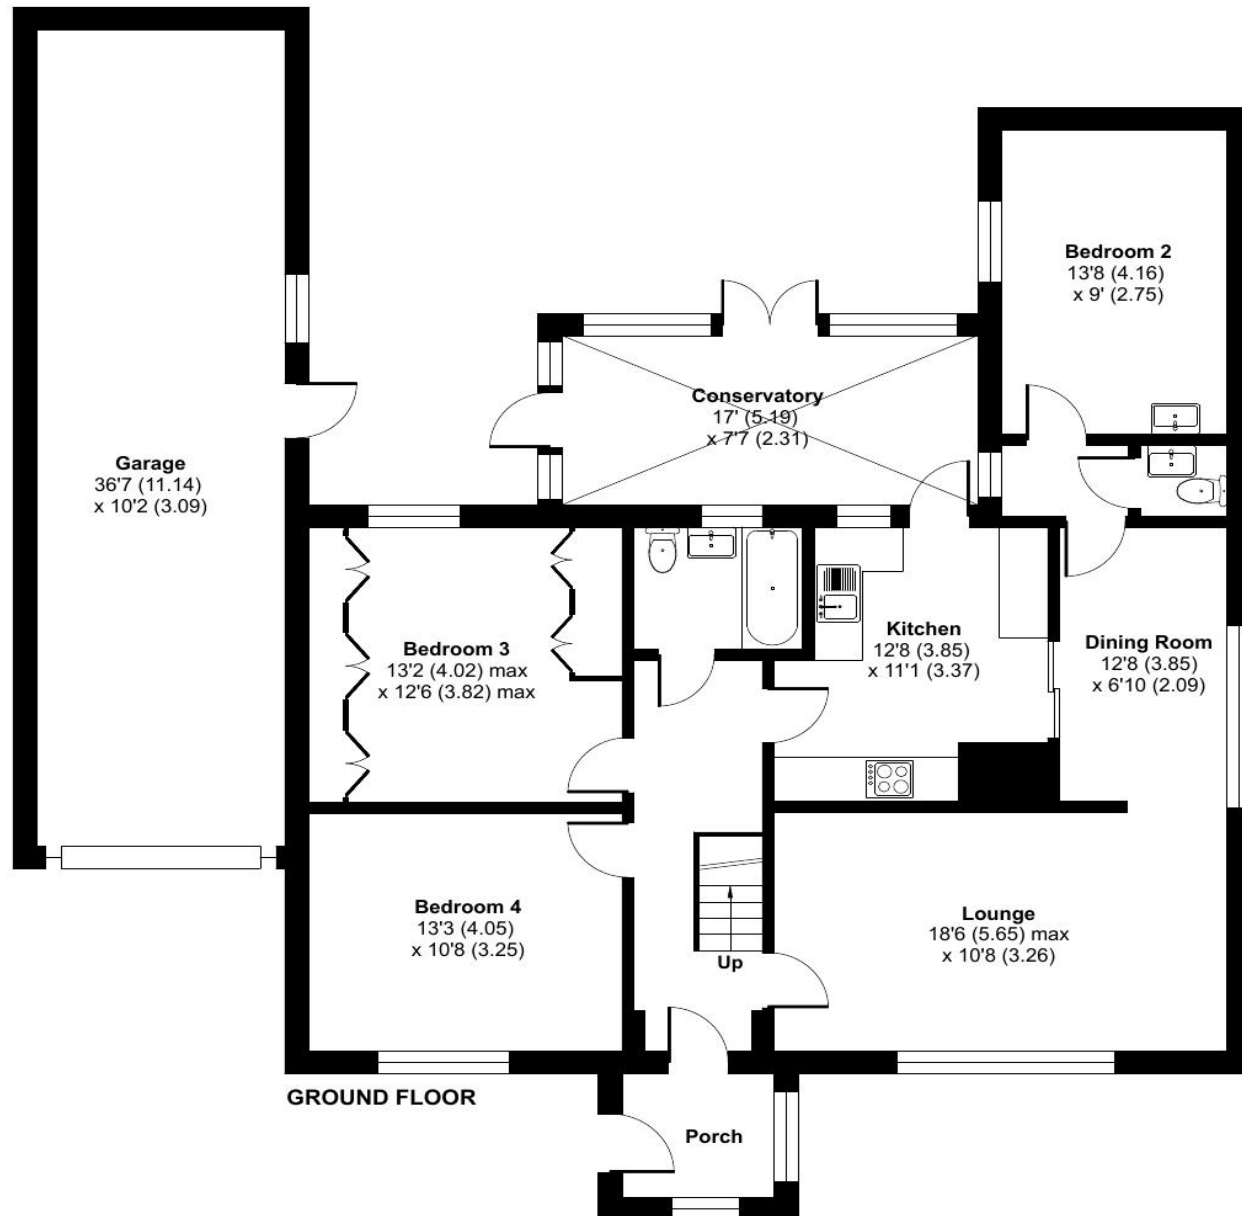 Bedroom 2
13'8 (4.16)
x 9' (2.75)
Conservatory
17' (5.19)
x 7'7 (2.31)
Garage
36'7 (11.14)
x 10'2 (3.09)
Bedroom 3
13'2 (4.02) max
x 12'6 (3.82) max
Kitchen
12'8 (3.85)
x 11'1 (3.37)
Dining Room
12'8 (3.85)
x 6'10 (2.09)
Bedroom 4
13'3 (4.05)
x 10'8 (3.25)
Up
Lounge
18'6 (5.65) max
x 10'8 (3.26)
GROUND FLOOR
Porch